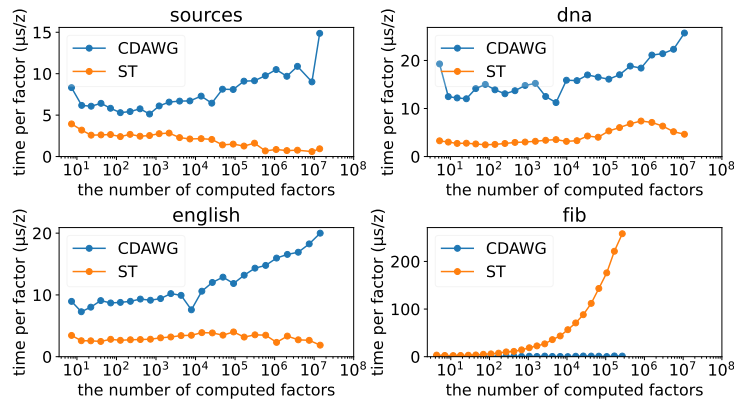 sources
time per factor (μs/z)
15
10
5
0
CDAWG
ST
10^1 10^2 10^3 10^4 10^5 10^6 10^7 10^8
the number of computed factors
dna
time per factor (μs/z)
20
10
0
CDAWG
ST
10^1 10^2 10^3 10^4 10^5 10^6 10^7 10^8
the number of computed factors
english
time per factor (μs/z)
20
10
0
CDAWG
ST
10^1 10^2 10^3 10^4 10^5 10^6 10^7 10^8
the number of computed factors
fib
time per factor (μs/z)
200
100
0
CDAWG
ST
10^1 10^2 10^3 10^4 10^5 10^6 10^7 10^8
the number of computed factors